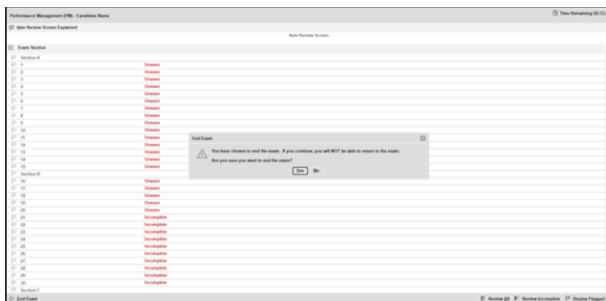 Performance Management (PM) - Candidate Name
Time Remaining
Item Review Screen Explained
Item Review Screen
Exam Section
Section A
1 Unseen
2 Unseen
3 Unseen
4 Unseen
5 Unseen
6 Unseen
7 Unseen
8 Unseen
9 Unseen
10 Unseen
11 Unseen
12 Unseen
13 Unseen
14 Unseen
15 Unseen
Section B
16 Unseen
17 Unseen
18 Unseen
19 Unseen
20 Unseen
21 Incomplete
22 Incomplete
23 Incomplete
24 Incomplete
25 Incomplete
26 Incomplete
27 Incomplete
28 Incomplete
29 Incomplete
30 Incomplete
Section C
End Exam
You have chosen to end the exam. If you continue, you will NOT be able to return to the exam.
Are you sure you want to end the exam?
Yes No
End Exam Review All Review Incomplete Review Flagged